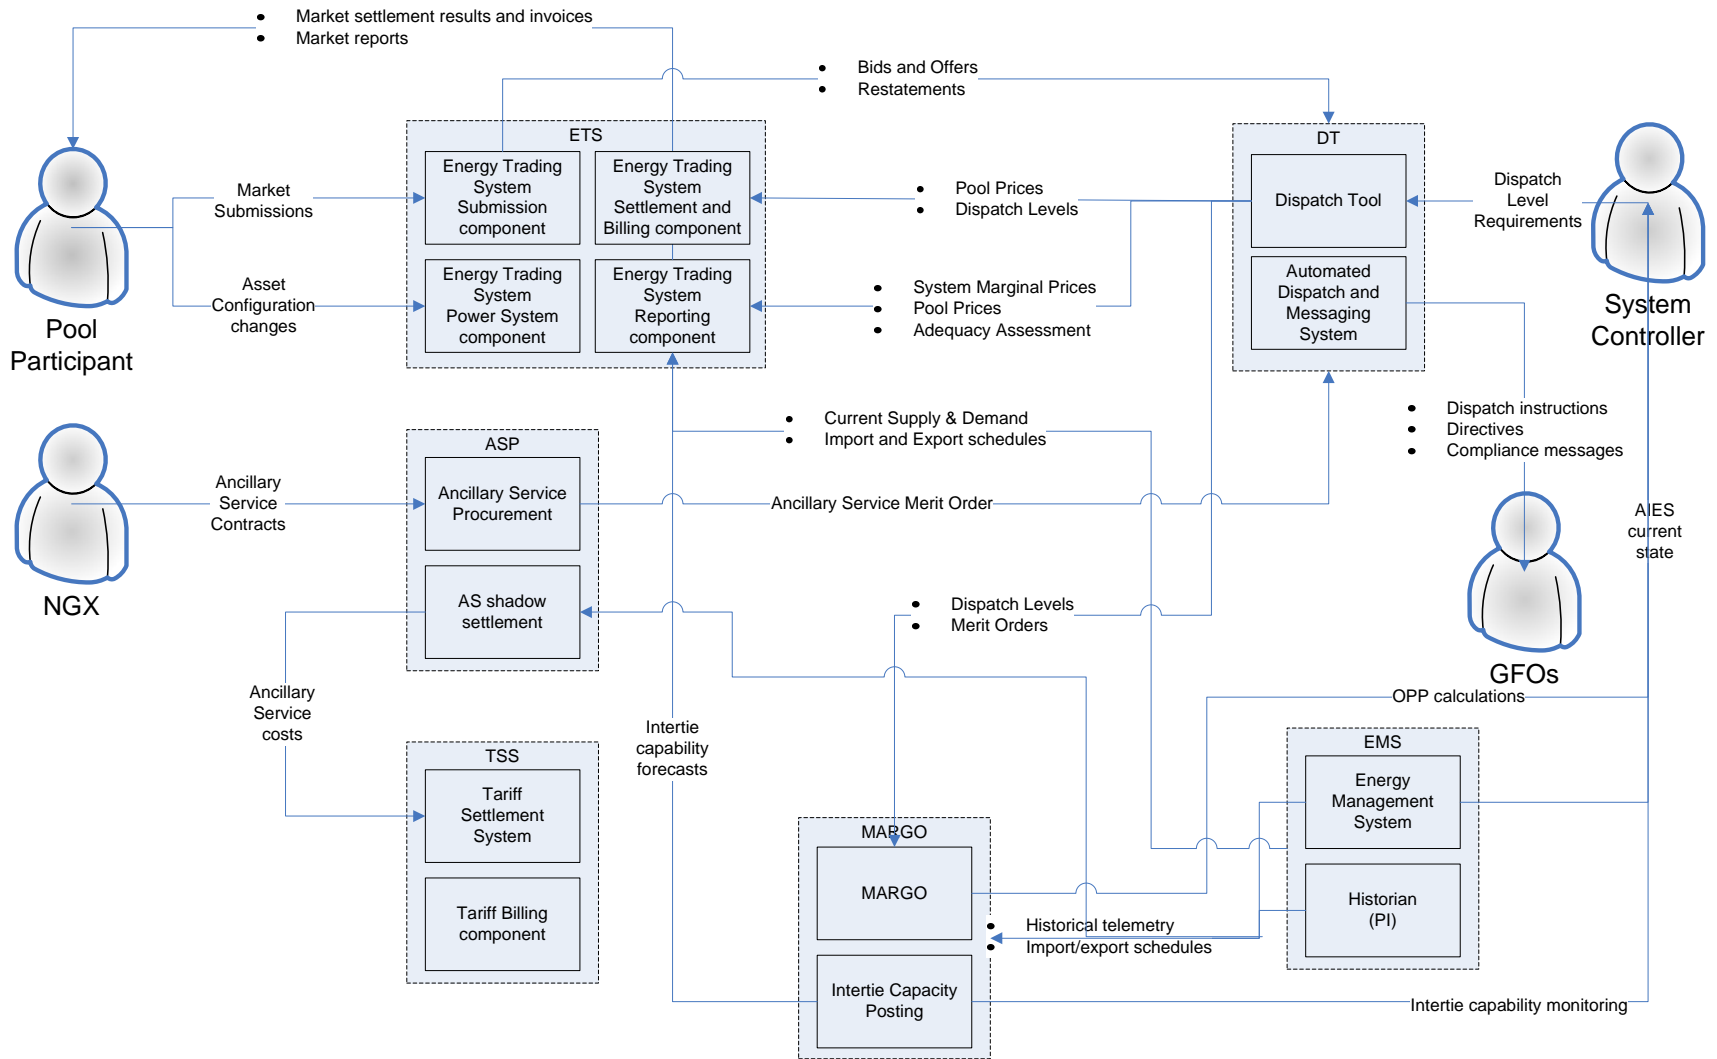 • Market settlement results and invoices
• Market reports
• Bids and Offers
• Restatements
ETS
Energy Trading
System
Submission
component
Energy Trading
System
Settlement and
Billing component
Energy Trading
System
Power System
component
Energy Trading
System
Reporting
component
Market
Submissions
Asset
Configuration
changes
Pool
Participant
• Pool Prices
• Dispatch Levels
• System Marginal Prices
• Pool Prices
• Adequacy Assessment
DT
Dispatch Tool
Automated
Dispatch and
Messaging
System
Dispatch
Level
Requirements
System
Controller
• Dispatch instructions
• Directives
• Compliance messages
• Current Supply & Demand
• Import and Export schedules
ASP
Ancillary Service
Procurement
AS shadow
settlement
Ancillary
Service
Contracts
NGX
Ancillary Service Merit Order
AIES
current
state
GFOs
• Dispatch Levels
• Merit Orders
Ancillary
Service
costs
Intertie
capability
forecasts
OPP calculations
TSS
Tariff
Settlement
System
Tariff Billing
component
EMS
Energy
Management
System
Historian
(PI)
MARGO
MARGO
Intertie Capacity
Posting
• Historical telemetry
• Import/export schedules
Intertie capability monitoring